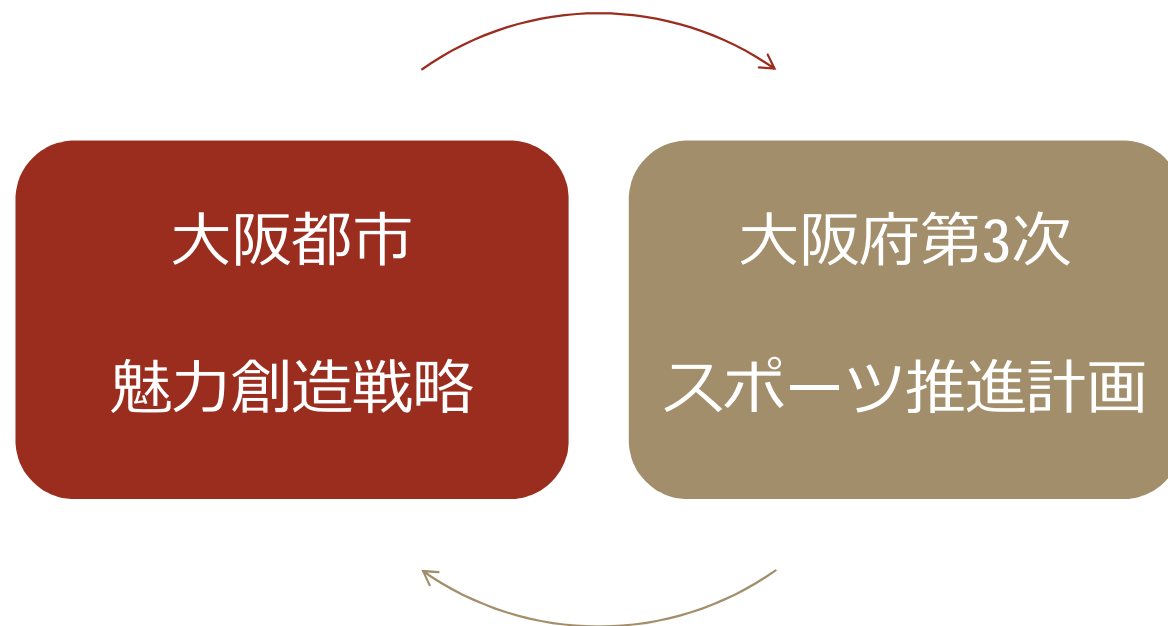 大阪都市
魅力創造戦略
大阪府第3次
スポーツ推進計画